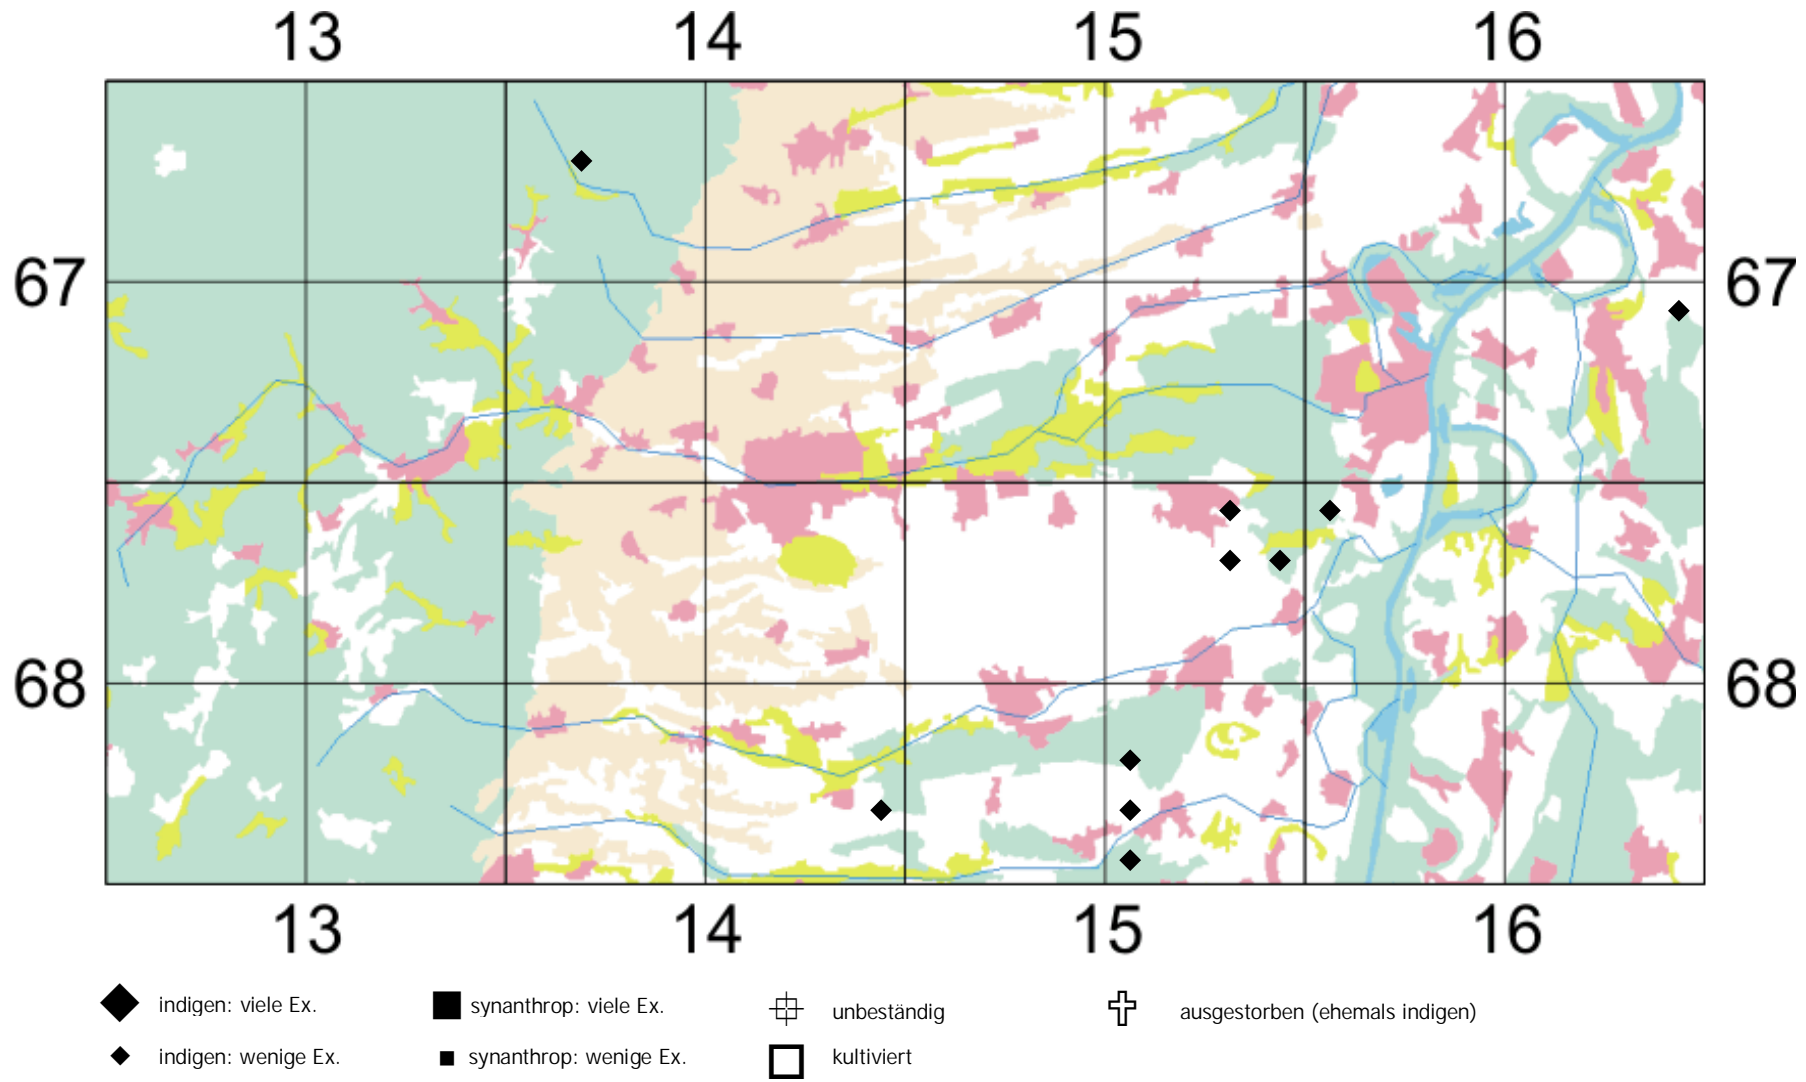 13 14 15 16
67 67
68 68
13 14 15 16
indigen: viele Ex. synanthrop: viele Ex. unbeständig ausgestorben (ehemals indigen)
indigen: wenige Ex. synanthrop: wenige Ex. kultiviert